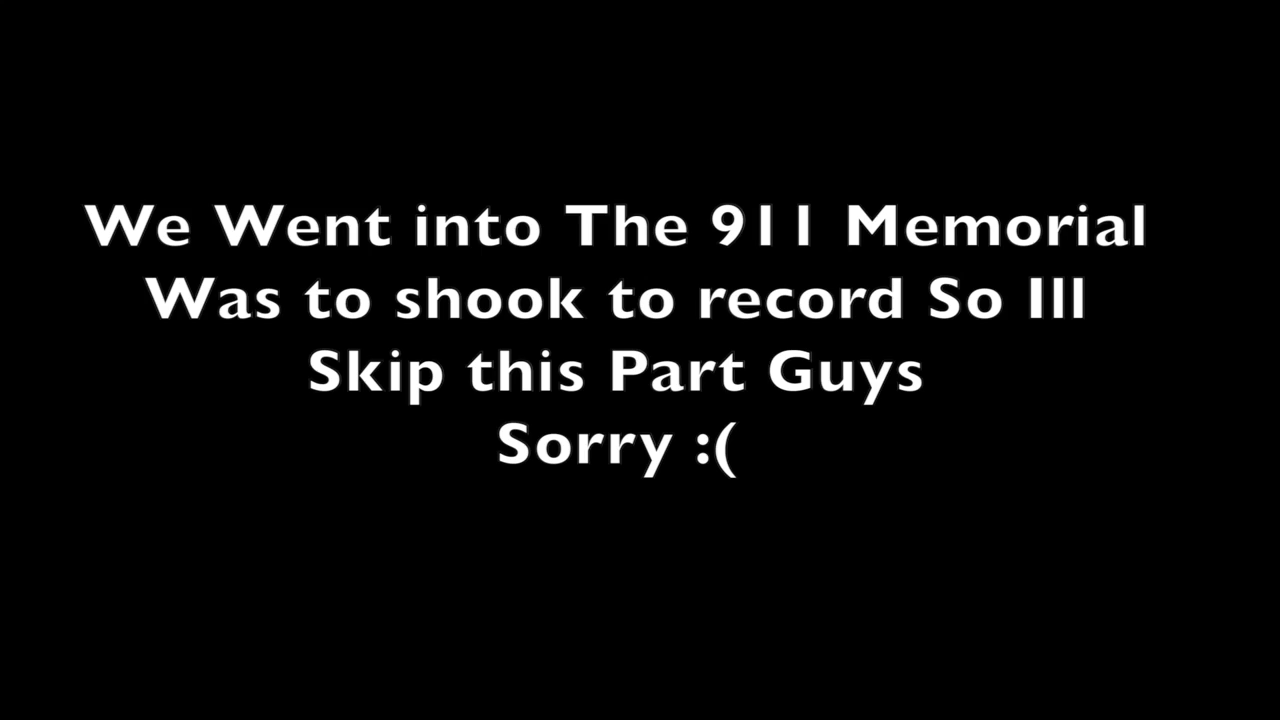 We Went into The 911 Memorial
Was to shook to record So Ill
Skip this Part Guys
Sorry :(